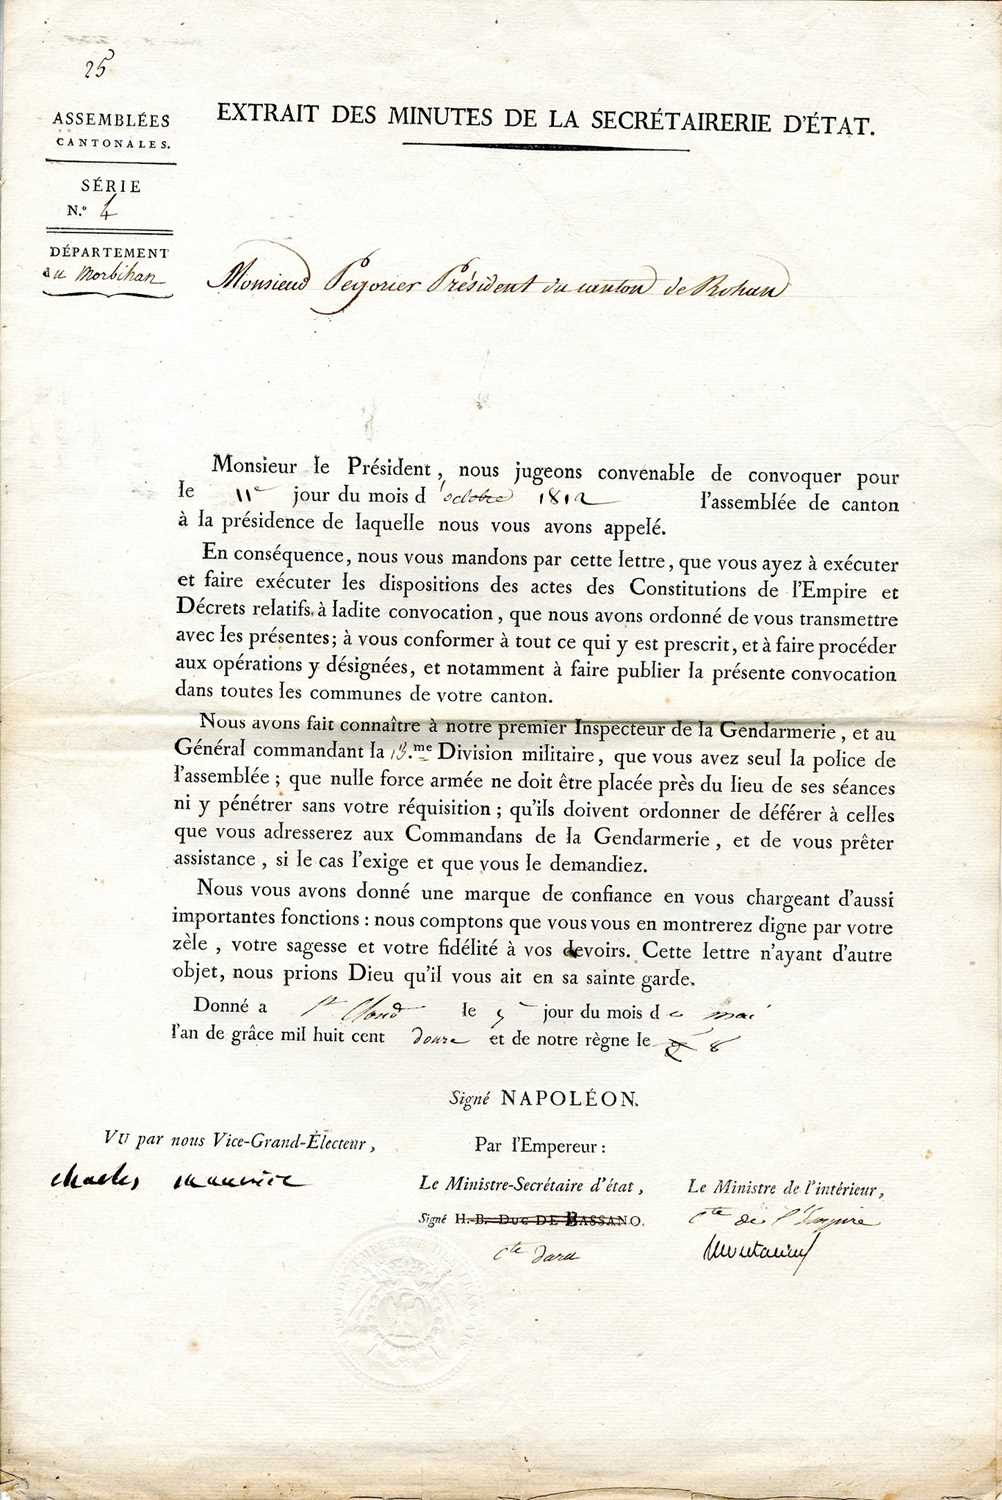 25
ASSEMBLÉES
CANTONALES.
SÉRIE
N.° 4
DÉPARTEMENT
du Morbihan
EXTRAIT DES MINUTES DE LA SECRÉTAIRERIE D'ÉTAT.
Monsieur Président du canton de Rohan
Monsieur le Président, nous jugeons convenable de convoquer pour
le 11e jour du mois d'octobre 1812 l'assemblée de canton
à la présidence de laquelle nous vous avons appelé.
En conséquence, nous vous mandons par cette lettre, que vous ayez à exécuter
et faire exécuter les dispositions des actes des Constitutions de l'Empire et
Décrets relatifs à ladite convocation, que nous avons ordonné de vous transmettre
avec les présentes; à vous conformer à tout ce qui y est prescrit, et à faire procéder
aux opérations y désignées, et notamment à faire publier la présente convocation
dans toutes les communes de votre canton.
Nous avons fait connaître à notre premier Inspecteur de la Gendarmerie, et au
Général commandant la 13.me Division militaire, que vous avez seul la police de
l'assemblée; que nulle force armée ne doit être placée près du lieu de ses séances
ni y pénétrer sans votre réquisition; qu'ils doivent ordonner de déférer à celles
que vous adresserez aux Commandans de la Gendarmerie, et de vous prêter
assistance, si le cas l'exige et que vous le demandiez.
Nous vous avons donné une marque de confiance en vous chargeant d'aussi
importantes fonctions : nous comptons que vous vous en montrerez digne par votre
zèle, votre sagesse et votre fidélité à vos devoirs. Cette lettre n'ayant d'autre
objet, nous prions Dieu qu'il vous ait en sa sainte garde.
Donné a St Cloud le 5 jour du mois de mai
l'an de grâce mil huit cent douze et de notre règne le 8
Signé NAPOLÉON.
VU par nous Vice-Grand-Électeur,
Par l'Empereur :
charles maurice
Le Ministre-Secrétaire d'état,
Le Ministre de l'intérieur,
Signé H.-B. DUC DE BASSANO.
Cte de l'Empire
Cte daru
Montalivet